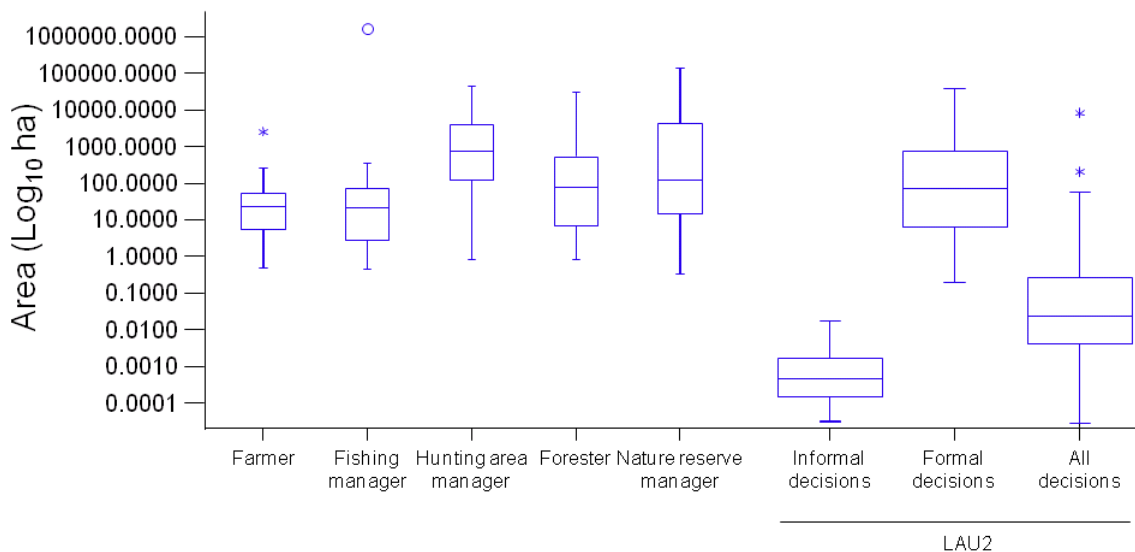 Area (Log10 ha)
1000000.0000
100000.0000
10000.0000
1000.0000
100.0000
10.0000
1.0000
0.1000
0.0100
0.0010
0.0001
Farmer
Fishing
manager
Hunting area
manager
Forester
Nature reserve
manager
Informal
decisions
Formal
decisions
All
decisions
LAU2